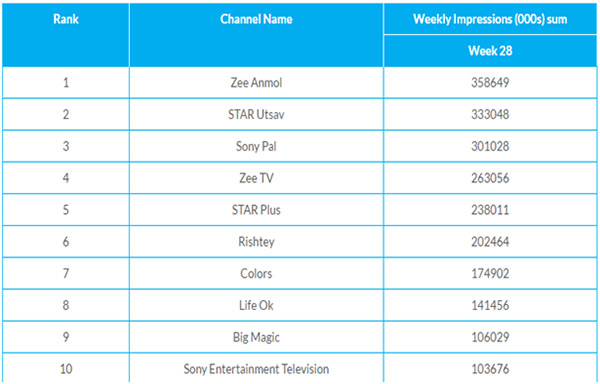 Rank Channel Name Weekly Impressions (000s) sum
Week 28
1 Zee Anmol 358649
2 STAR Utsav 333048
3 Sony Pal 301028
4 Zee TV 263056
5 STAR Plus 238011
6 Rishtey 202464
7 Colors 174902
8 Life Ok 141456
9 Big Magic 106029
10 Sony Entertainment Television 103676